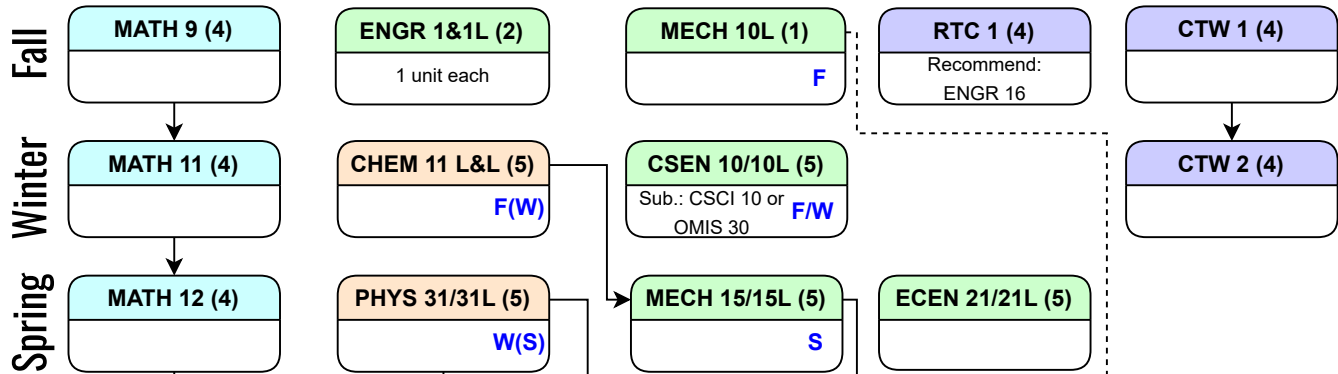 Fall
MATH 9 (4)
ENGR 1&1L (2)
1 unit each
MECH 10L (1)
F
RTC 1 (4)
Recommend:
ENGR 16
CTW 1 (4)
Winter
MATH 11 (4)
CHEM 11 L&L (5)
F(W)
CSEN 10/10L (5)
Sub.: CSCI 10 or
OMIS 30
F/W
CTW 2 (4)
Spring
MATH 12 (4)
PHYS 31/31L (5)
W(S)
MECH 15/15L (5)
S
ECEN 21/21L (5)